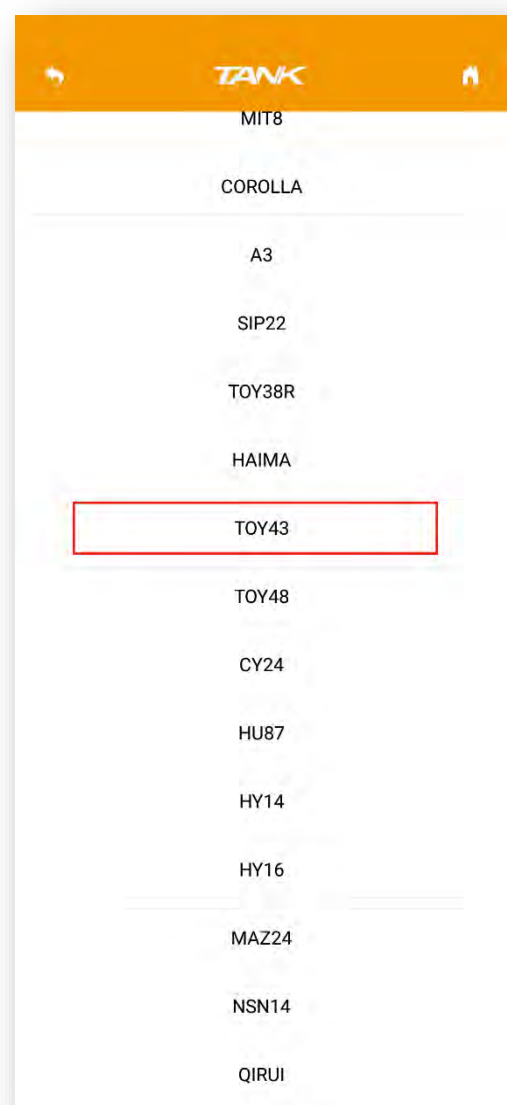 TANK
MIT8
COROLLA
A3
SIP22
TOY38R
HAIMA
TOY43
TOY48
CY24
HU87
HY14
HY16
MAZ24
NSN14
QIRUI